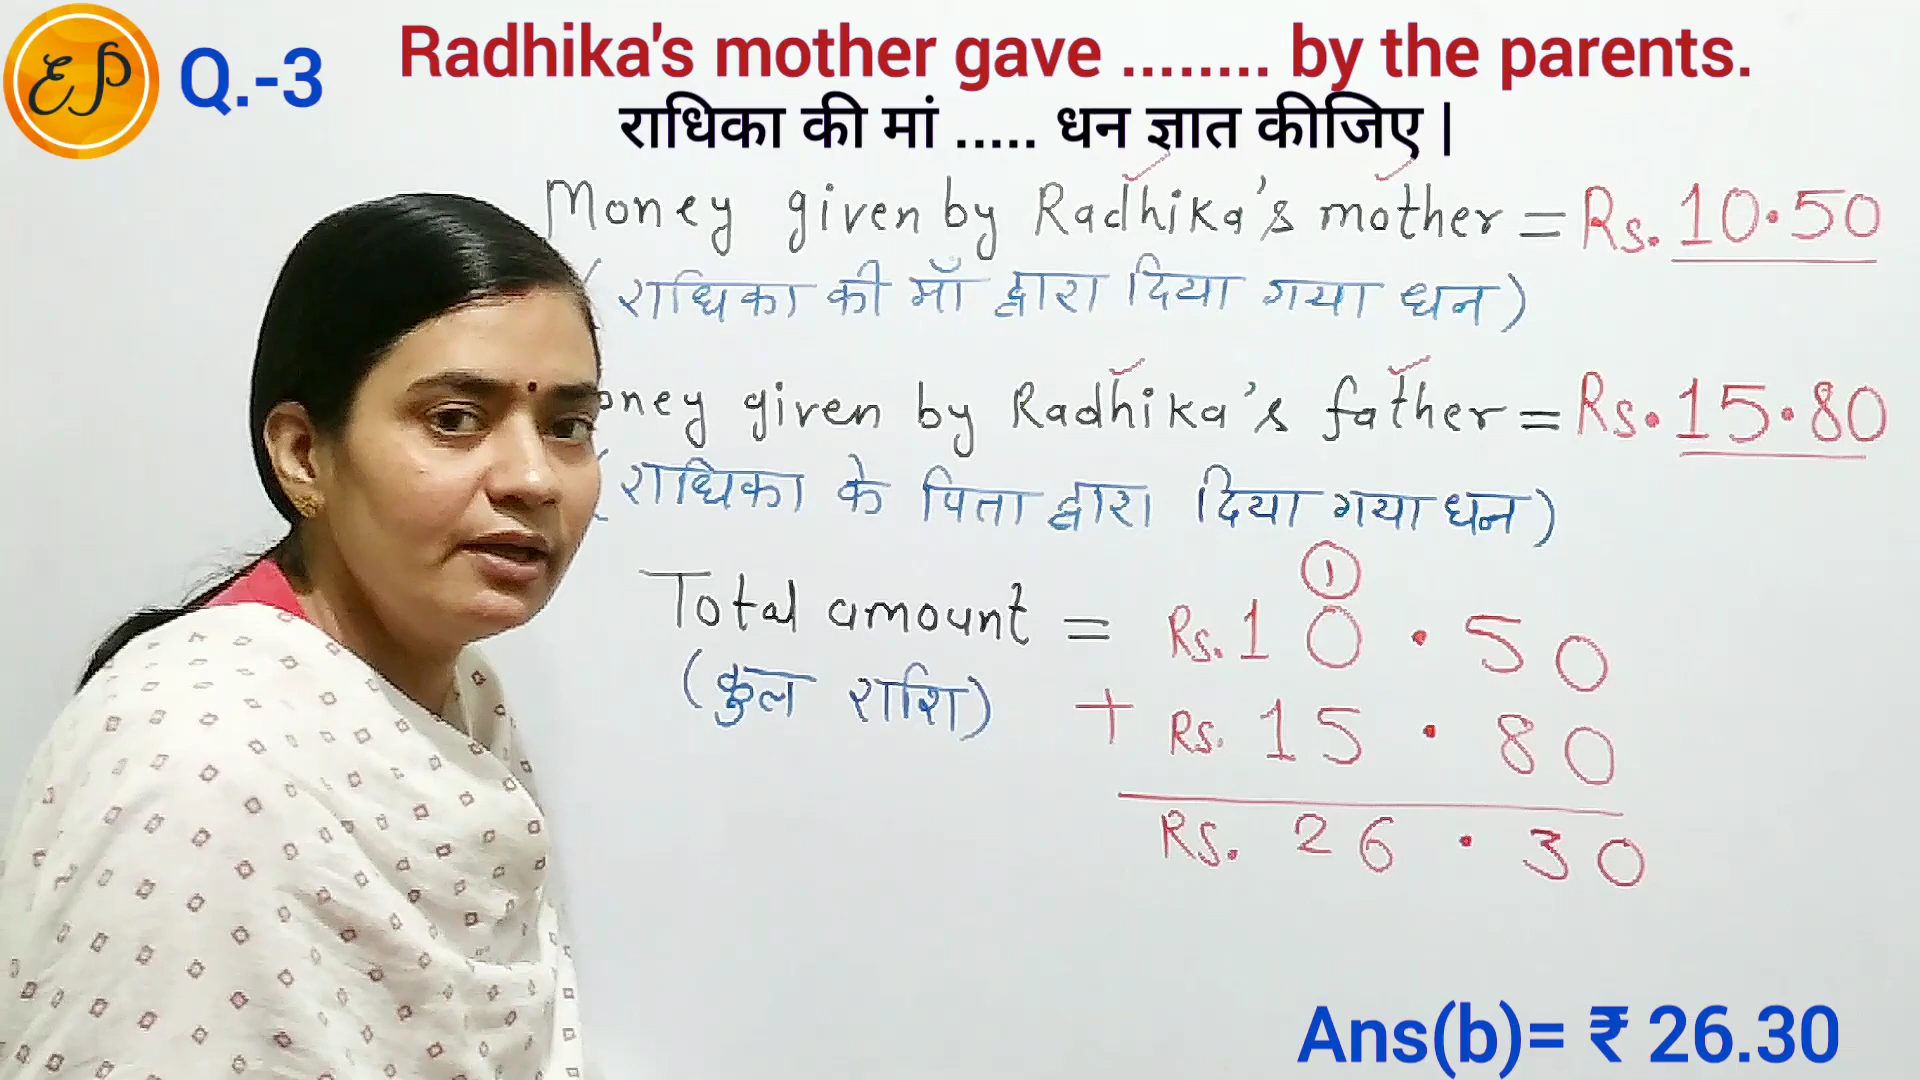 EP
Q.-3
Radhika's mother gave ........ by the parents.
राधिका की मां ..... धन ज्ञात कीजिए |
Money given by Radhika's mother = Rs. 10.50
(राधिका की माँ द्वारा दिया गया धन)
oney given by Radhika's father = Rs. 15.80
(राधिका के पिता द्वारा दिया गया धन)
1
Total amount = Rs. 10.50
(कुल राशि) + Rs. 15.80
Rs. 26.30
Ans(b)= ₹ 26.30